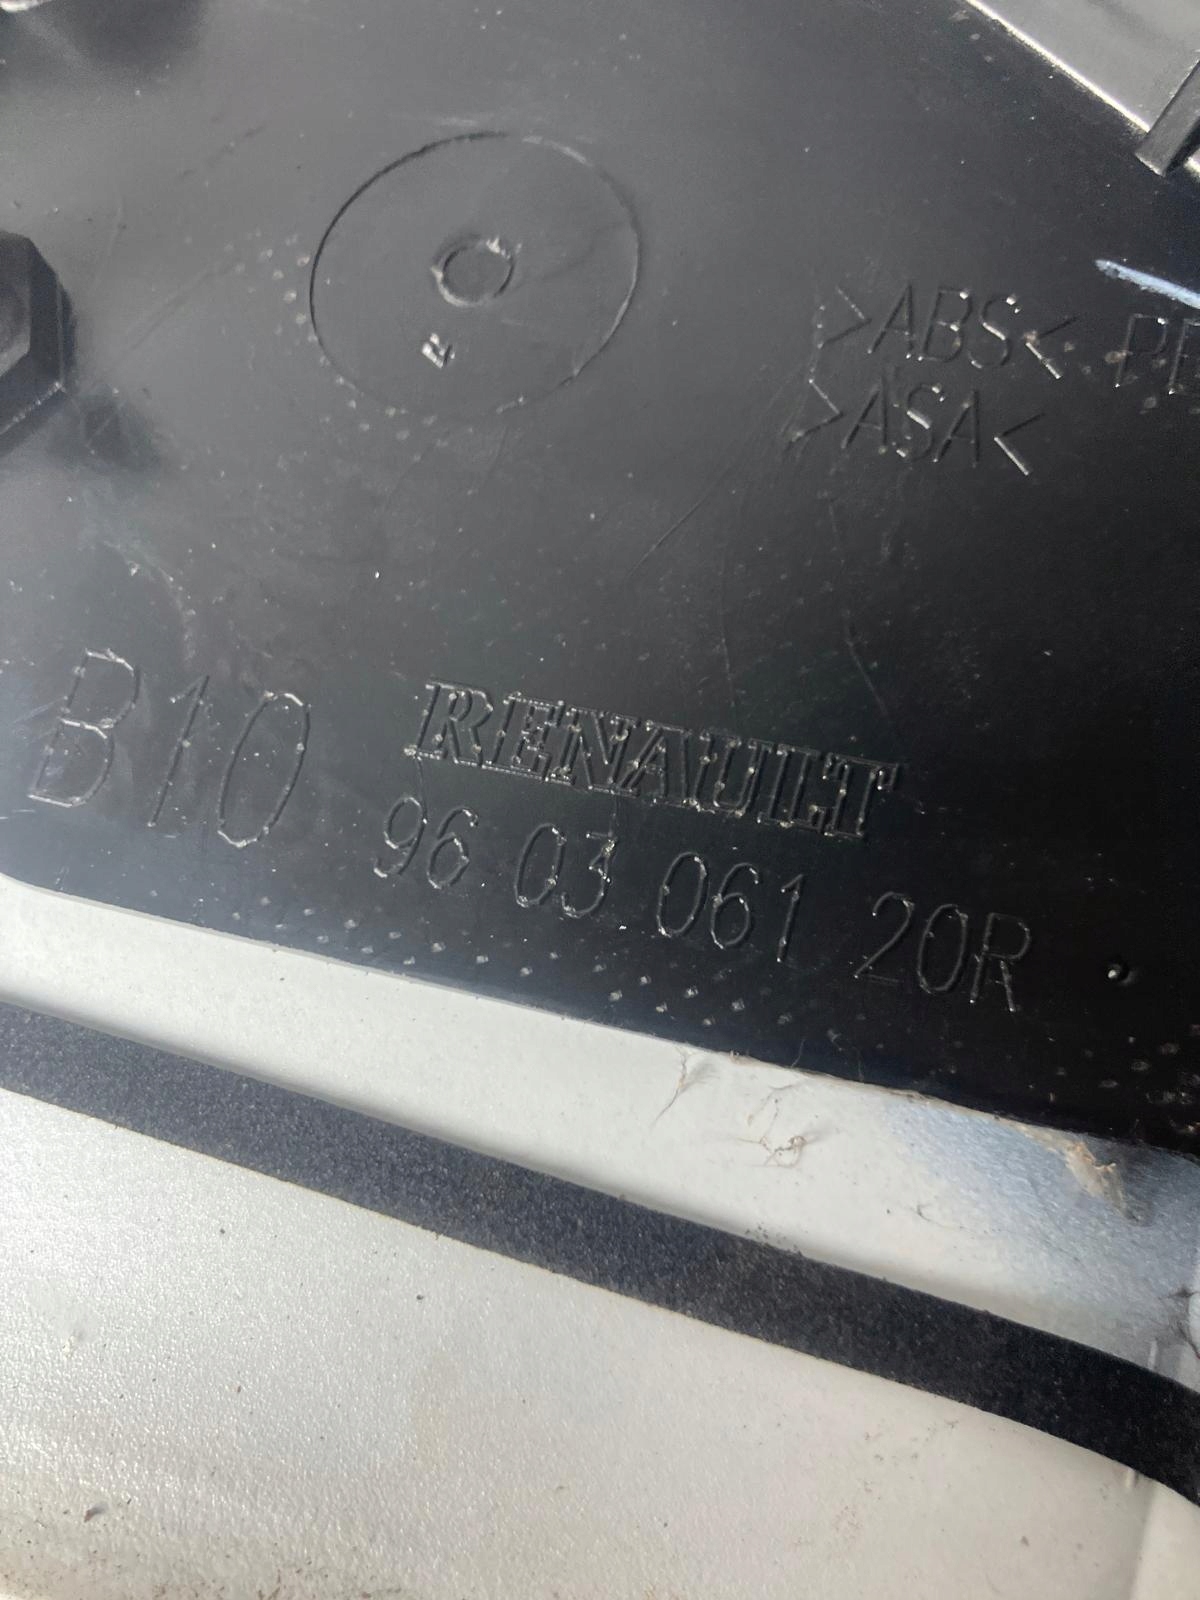 >ABS<
>ASA<
B10
RENAULT
96 03 061 20R